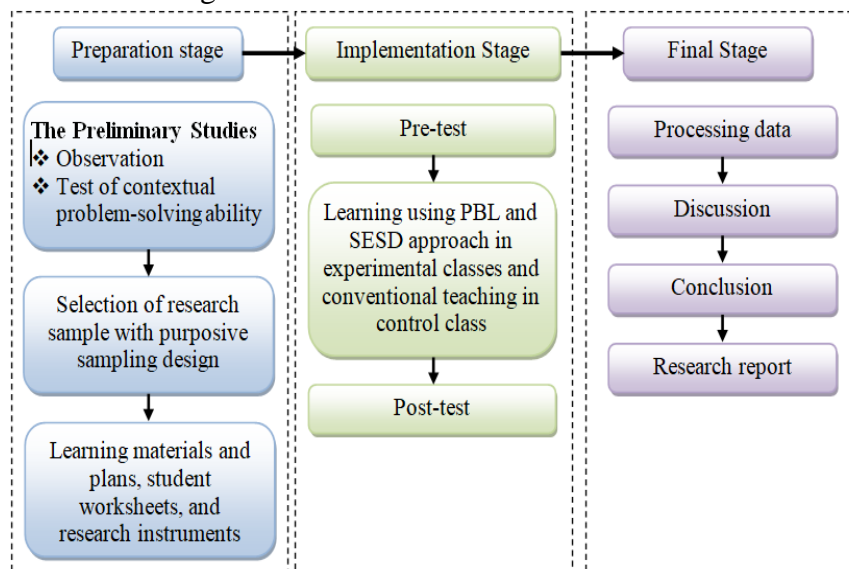 Preparation stage
Implementation Stage
Final Stage
The Preliminary Studies
❖ Observation
❖ Test of contextual
problem-solving ability
Selection of research
sample with purposive
sampling design
Learning materials and
plans, student
worksheets, and
research instruments
Pre-test
Learning using PBL and
SESD approach in
experimental classes and
conventional teaching in
control class
Post-test
Processing data
Discussion
Conclusion
Research report